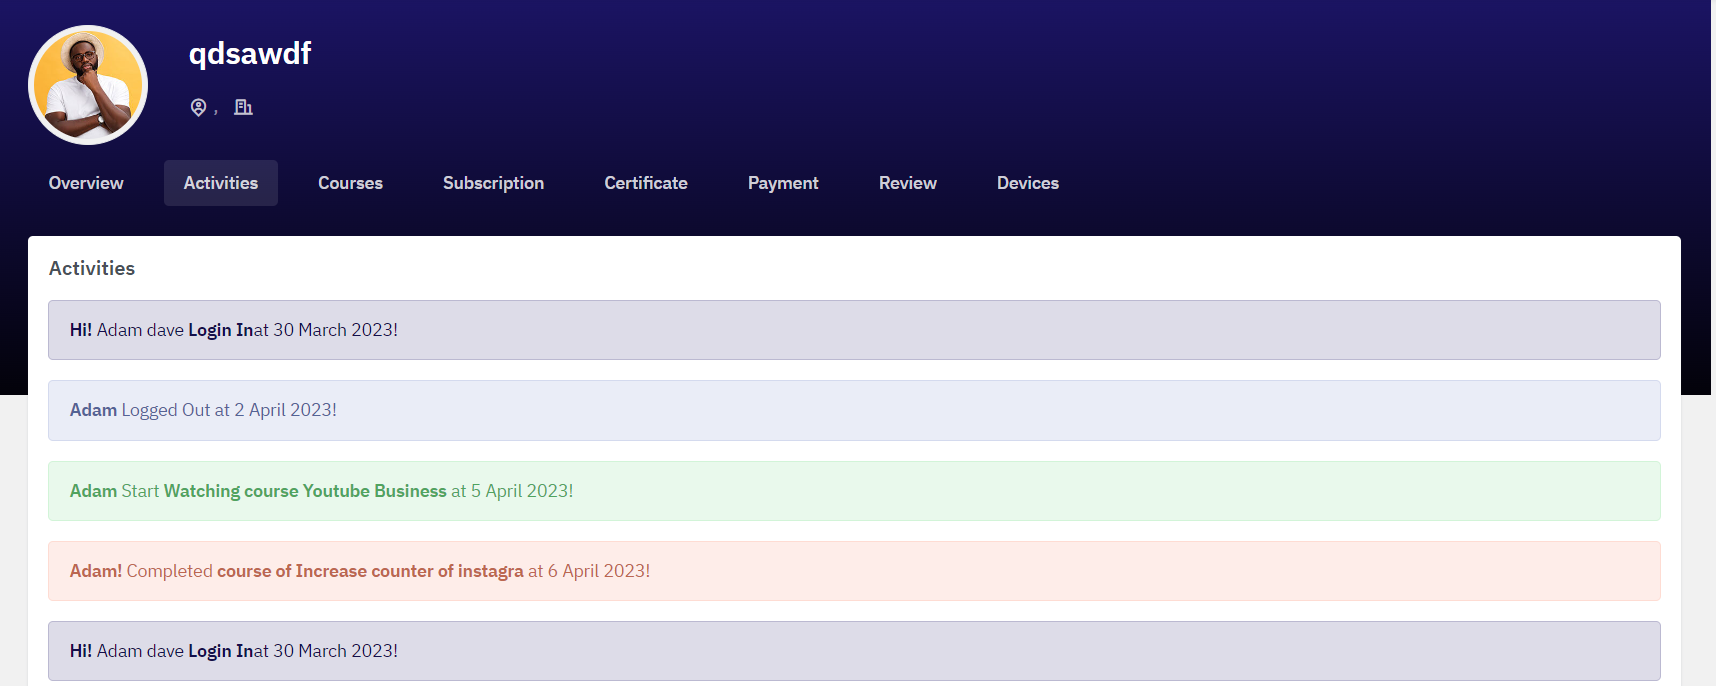 qdsawdf
,
Overview Activities Courses Subscription Certificate Payment Review Devices
Activities
Hi! Adam dave Login Inat 30 March 2023!
Adam Logged Out at 2 April 2023!
Adam Start Watching course Youtube Business at 5 April 2023!
Adam! Completed course of Increase counter of instagra at 6 April 2023!
Hi! Adam dave Login Inat 30 March 2023!